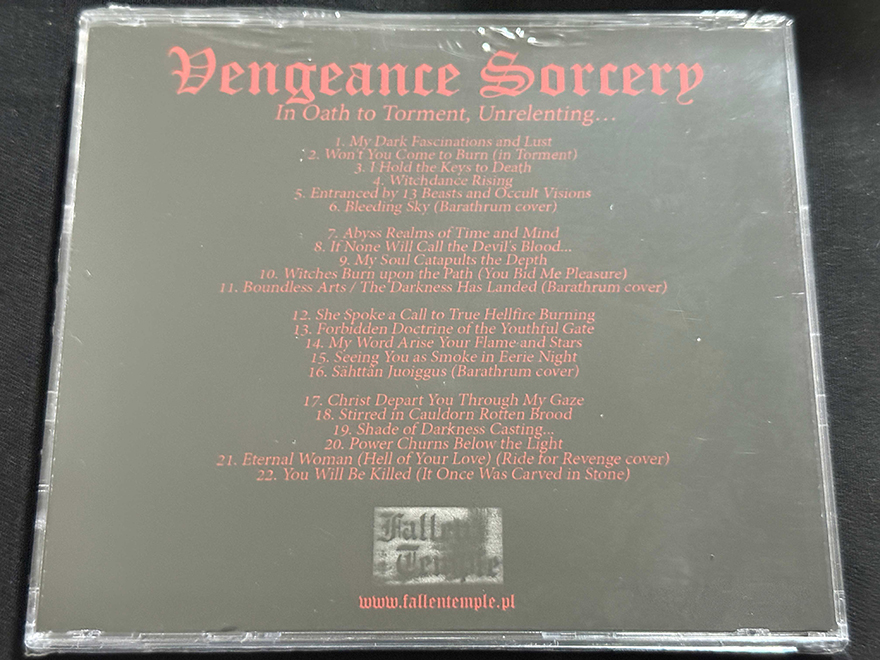 Vengeance Sorcery
In Oath to Torment, Unrelenting...
1. My Dark Fascinations and Lust
2. Won't You Come to Burn (in Torment)
3. I Hold the Keys to Death
4. Witchdance Rising
5. Entranced by 13 Beasts and Occult Visions
6. Bleeding Sky (Barathrum cover)
7. Abyss Realms of Time and Mind
8. If None Will Call the Devil's Blood...
9. My Soul Catapults the Depth
10. Witches Burn upon the Path (You Bid Me Pleasure)
11. Boundless Arts / The Darkness Has Landed (Barathrum cover)
12. She Spoke a Call to True Hellfire Burning
13. Forbidden Doctrine of the Youthful Gate
14. My Word Arise Your Flame and Stars
15. Seeing You as Smoke in Eerie Night
16. Sähttän Juoiggus (Barathrum cover)
17. Christ Depart You Through My Gaze
18. Stirred in Cauldorn Rotten Brood
19. Shade of Darkness Casting...
20. Power Churns Below the Light
21. Eternal Woman (Hell of Your Love) (Ride for Revenge cover)
22. You Will Be Killed (It Once Was Carved in Stone)
Fallen
Temple
www.fallentemple.pl